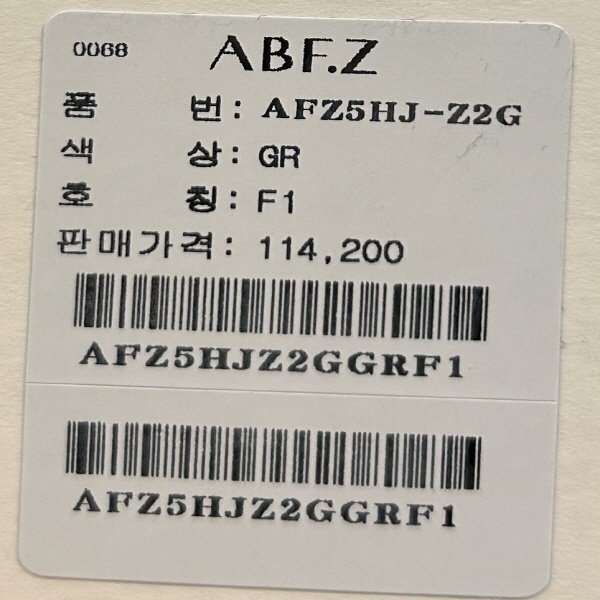 0068 ABF.Z
품 번: AFZ5HJ-Z2G
색 상: GR
호 칭: F1
판매가격: 114,200
AFZ5HJZ2GGRF1
AFZ5HJZ2GGRF1